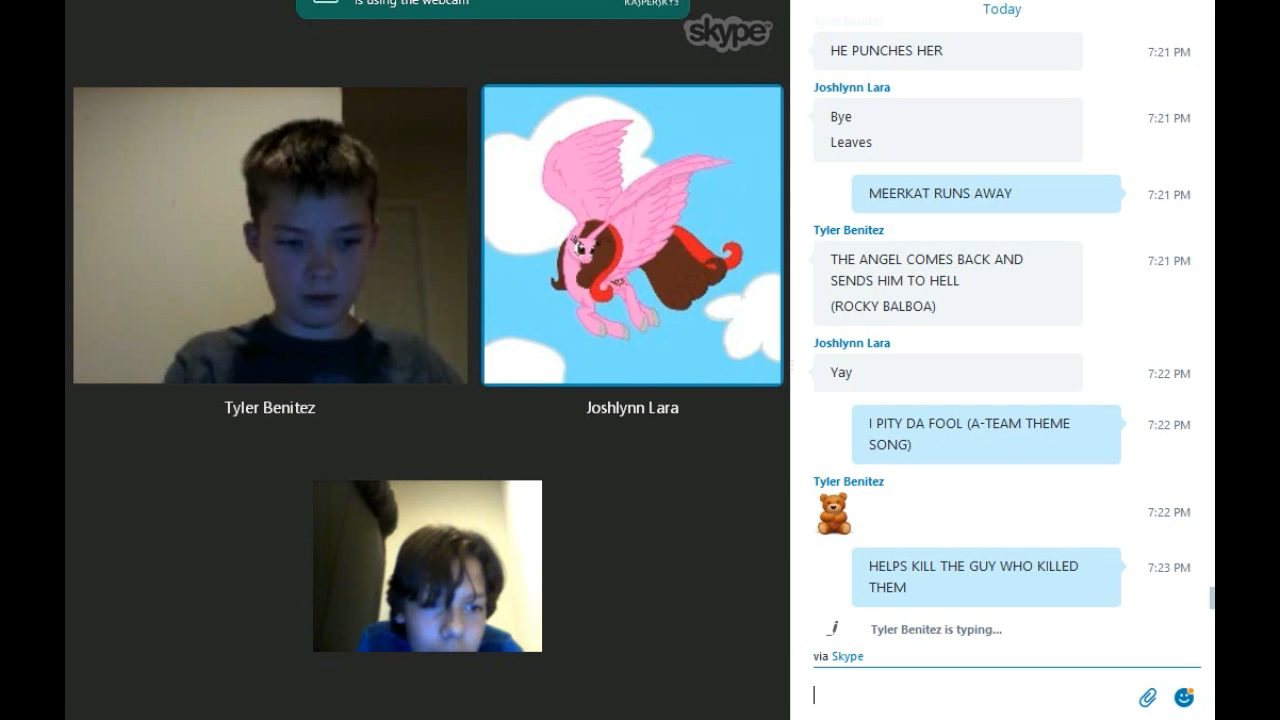 is using the webcam
KASPERSKY
skype
Today
Tyler Benitez
HE PUNCHES HER
7:21 PM
Joshlynn Lara
Bye
7:21 PM
Leaves
MEERKAT RUNS AWAY
7:21 PM
Tyler Benitez
THE ANGEL COMES BACK AND
7:21 PM
SENDS HIM TO HELL
(ROCKY BALBOA)
Joshlynn Lara
Yay
7:22 PM
I PITY DA FOOL (A-TEAM THEME
7:22 PM
SONG)
Tyler Benitez
7:22 PM
HELPS KILL THE GUY WHO KILLED
7:23 PM
THEM
Tyler Benitez is typing...
via Skype
Tyler Benitez
Joshlynn Lara